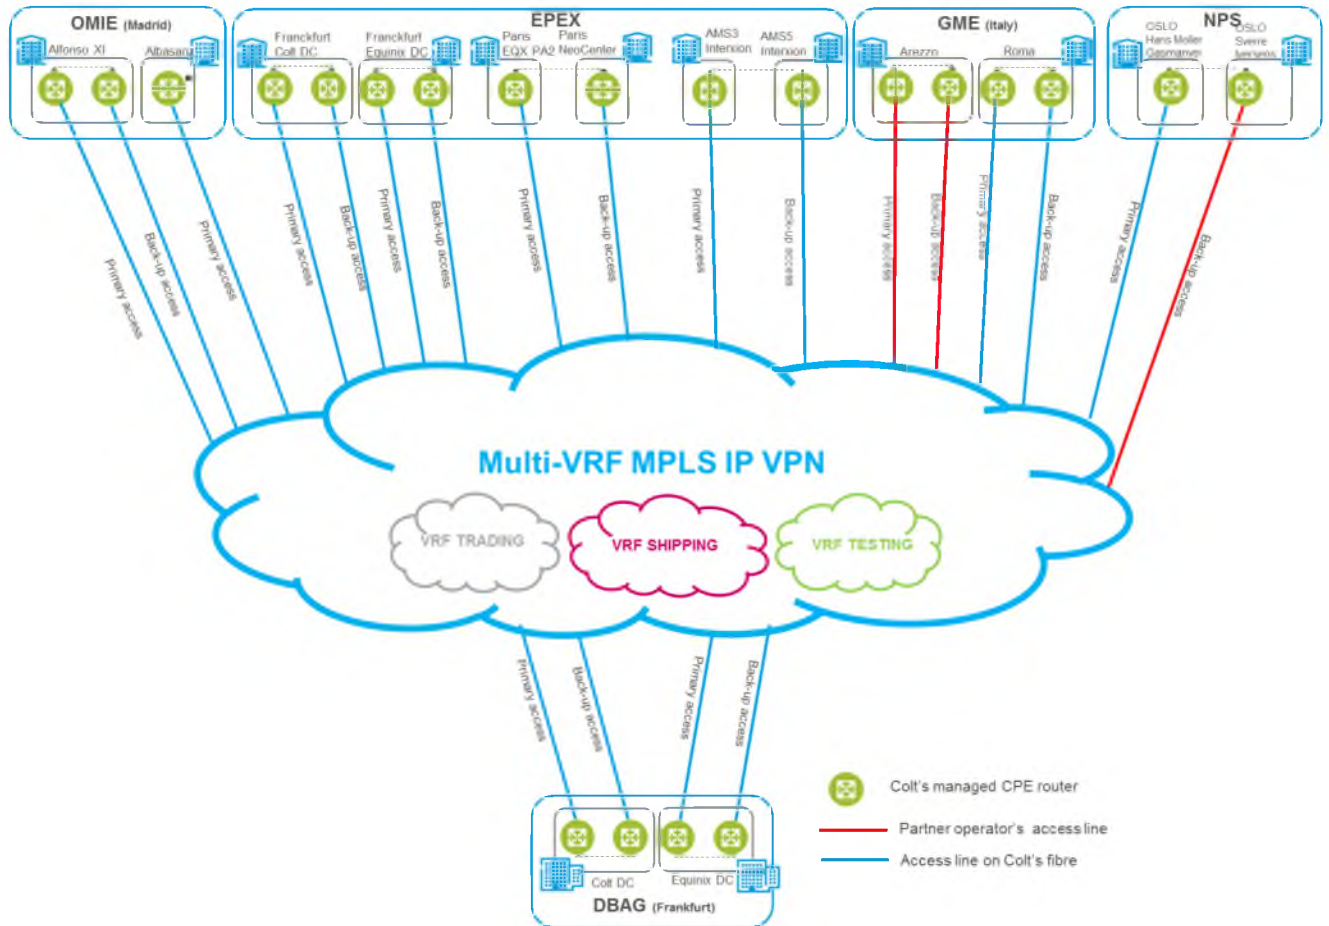 OMIE (Madrid)
Alfonso XI
Albasanz
EPEX
Franckfurt
Colt DC
Franckfurt
Equinix DC
Paris
EQX PA2
Paris
NeoCenter
AMS3
Interxion
AMS5
Interxion
GME (Italy)
Arezzo
Roma
NPS
OSLO
Hans Moller
OSLO
Sverre
Primary access
Back-up access
Primary access
Primary access
Back-up access
Primary access
Back-up access
Primary access
Back-up access
Primary access
Back-up access
Primary access
Back-up access
Primary access
Back-up access
Primary access
Back-up access
Multi-VRF MPLS IP VPN
VRF TRADING
VRF SHIPPING
VRF TESTING
Primary access
Back-up access
Primary access
Back-up access
Colt DC
Equinix DC
DBAG (Frankfurt)
Colt's managed CPE router
Partner operator's access line
Access line on Colt's fibre